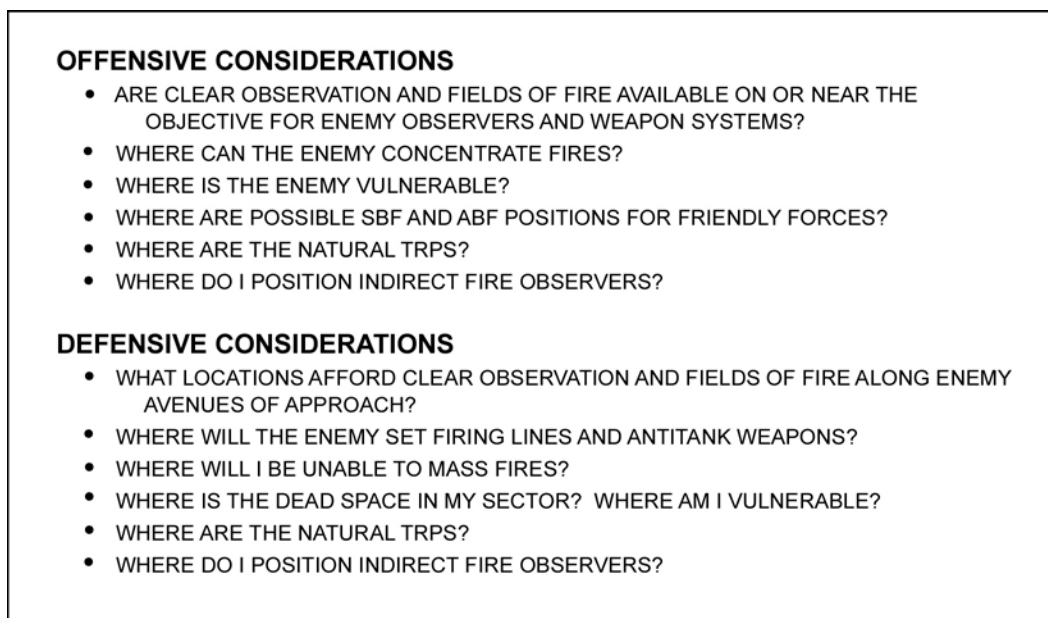 OFFENSIVE CONSIDERATIONS
• ARE CLEAR OBSERVATION AND FIELDS OF FIRE AVAILABLE ON OR NEAR THE
OBJECTIVE FOR ENEMY OBSERVERS AND WEAPON SYSTEMS?
• WHERE CAN THE ENEMY CONCENTRATE FIRES?
• WHERE IS THE ENEMY VULNERABLE?
• WHERE ARE POSSIBLE SBF AND ABF POSITIONS FOR FRIENDLY FORCES?
• WHERE ARE THE NATURAL TRPS?
• WHERE DO I POSITION INDIRECT FIRE OBSERVERS?
DEFENSIVE CONSIDERATIONS
• WHAT LOCATIONS AFFORD CLEAR OBSERVATION AND FIELDS OF FIRE ALONG ENEMY
AVENUES OF APPROACH?
• WHERE WILL THE ENEMY SET FIRING LINES AND ANTITANK WEAPONS?
• WHERE WILL I BE UNABLE TO MASS FIRES?
• WHERE IS THE DEAD SPACE IN MY SECTOR? WHERE AM I VULNERABLE?
• WHERE ARE THE NATURAL TRPS?
• WHERE DO I POSITION INDIRECT FIRE OBSERVERS?